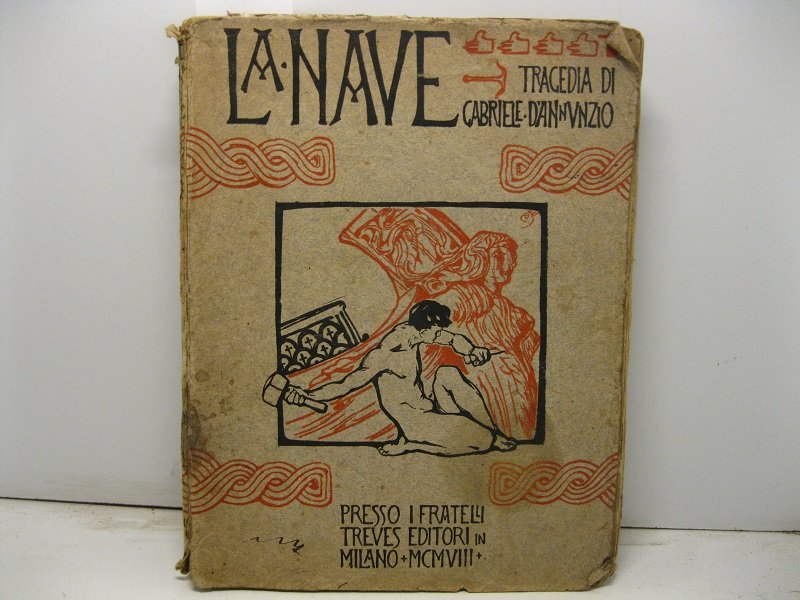 LA·NAVE
TRAGEDIA DI
GABRIELE·D'ANNVNZIO
PRESSO I FRATELLI
TREVES EDITORI IN
MILANO+MCMVIII+